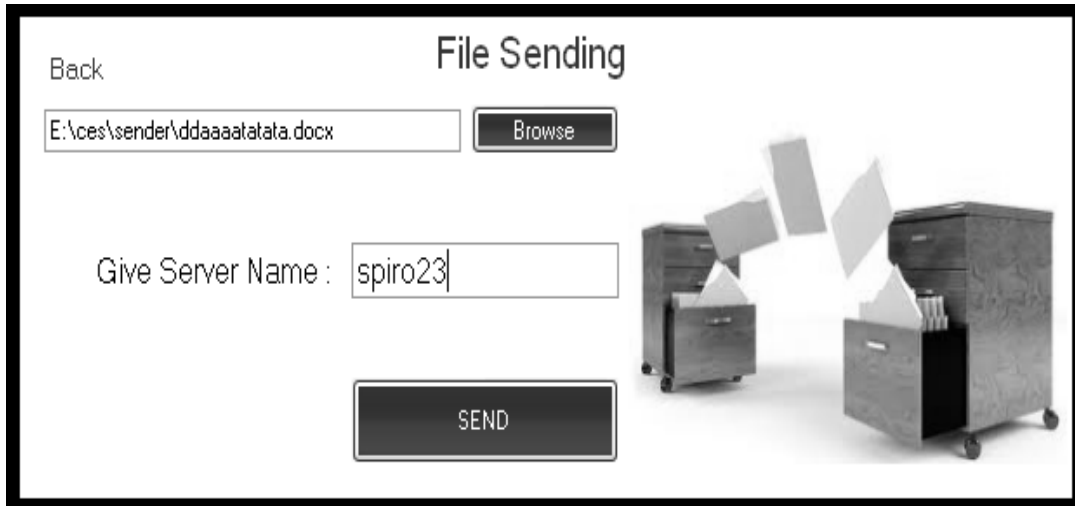 File Sending
Back
E:\ces\sender\ddaaaatatata.docx
Browse
Give Server Name :
spiro23
SEND